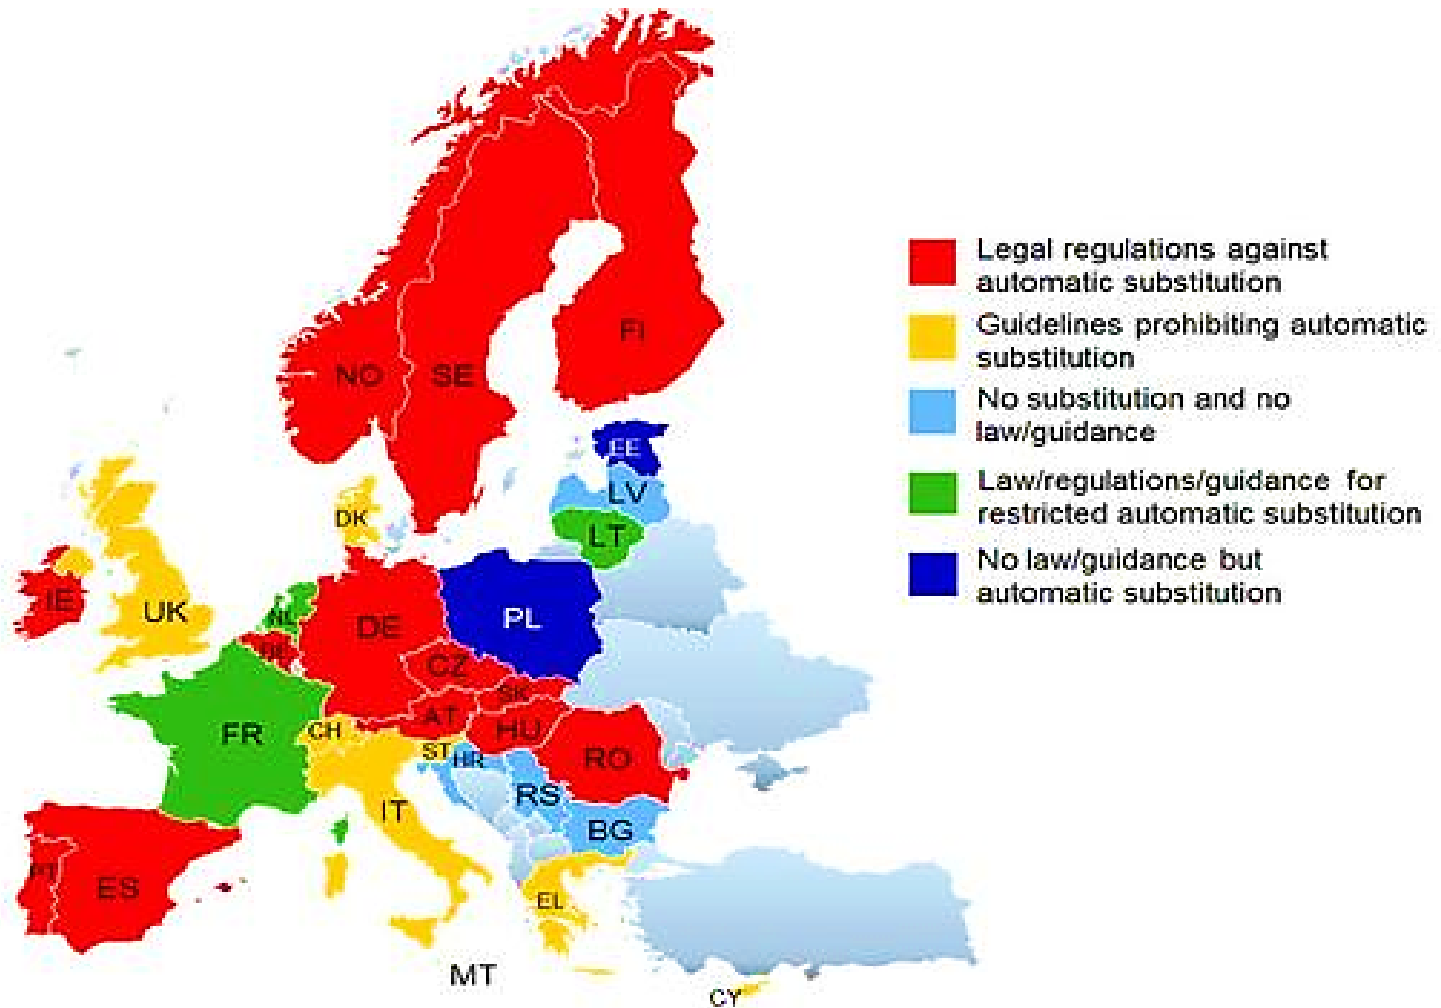 Legal regulations against
automatic substitution
Guidelines prohibiting automatic
substitution
No substitution and no
law/guidance
Law/regulations/guidance for
restricted automatic substitution
No law/guidance but
automatic substitution
FI
NO
SE
EE
LV
DK
LT
IE
UK
NL
PL
DE
BE
CZ
SK
AT
FR
CH
HU
ST
HR
RO
RS
IT
BG
PT
ES
EL
MT
CY